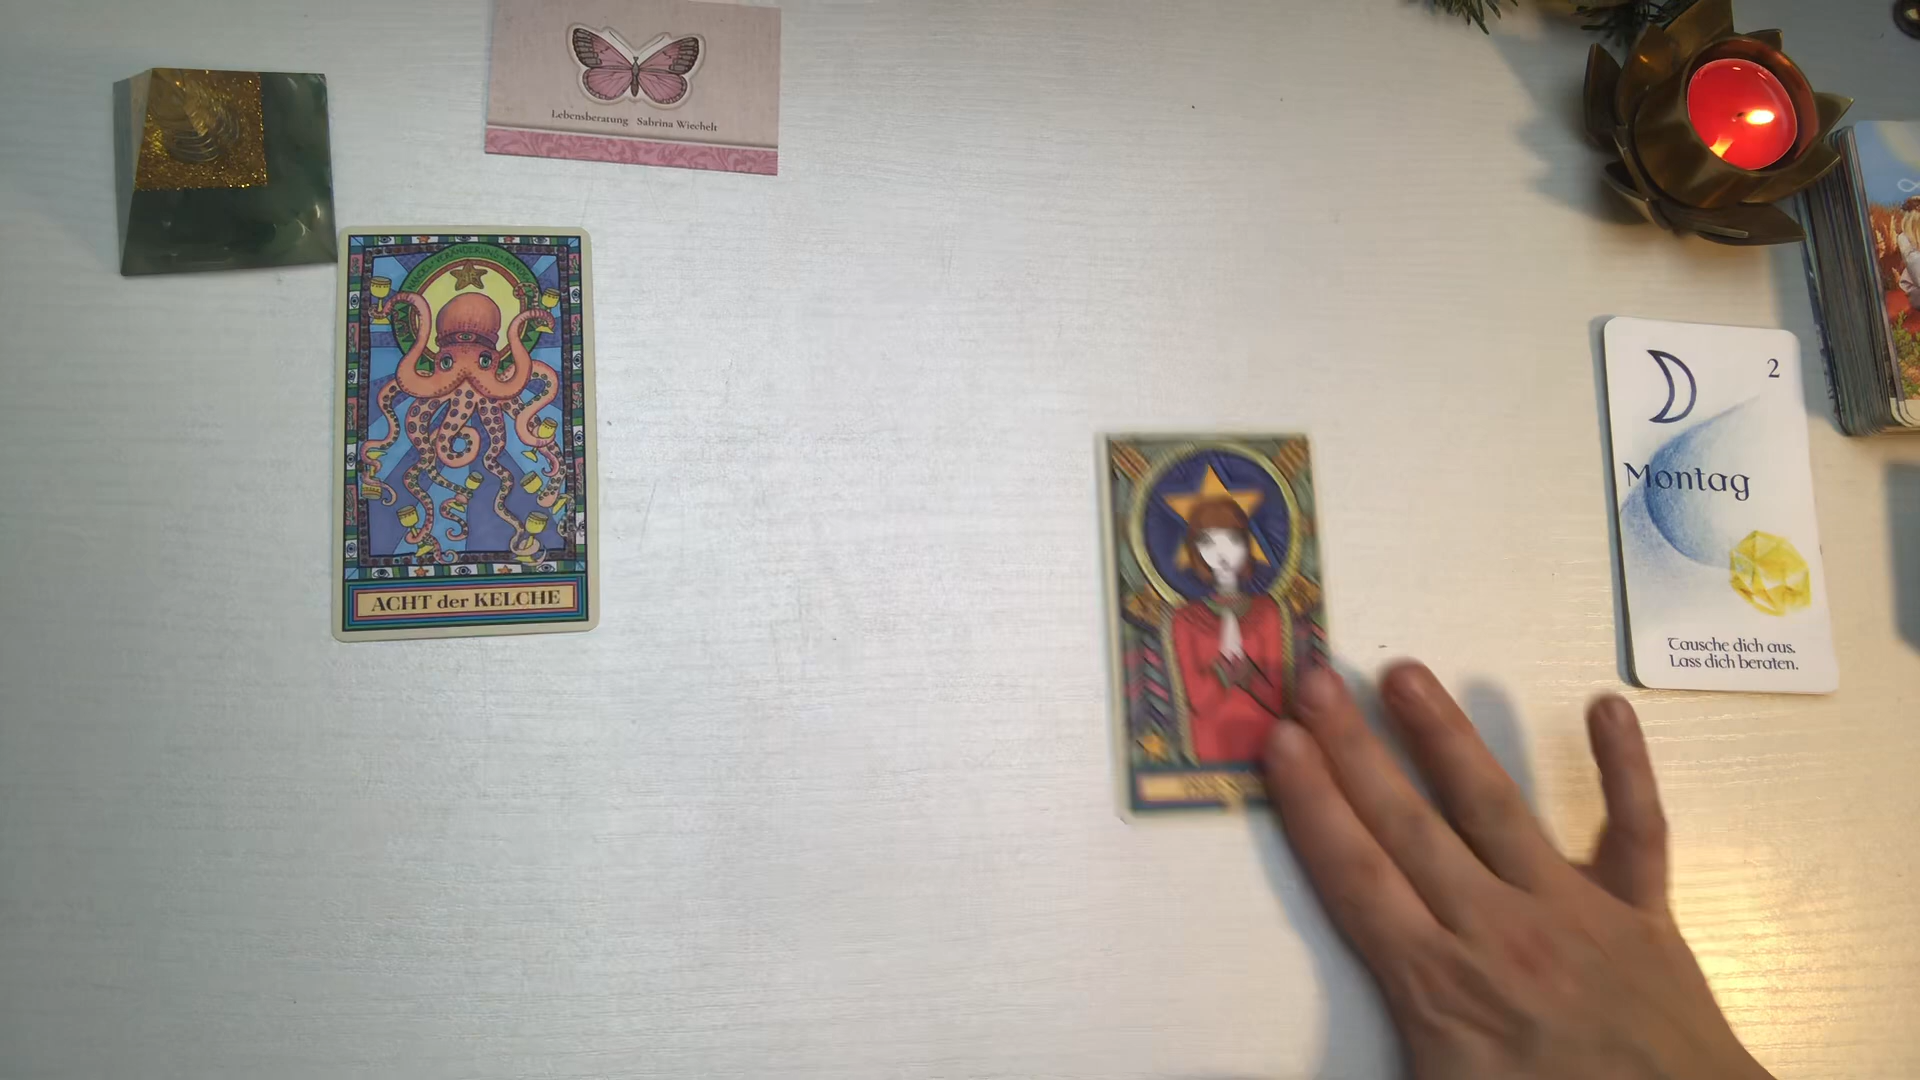 Lebensberatung Sabrina Wiechelt
ACHT der KELCHE
2
Montag
Tausche dich aus.
Lass dich beraten.